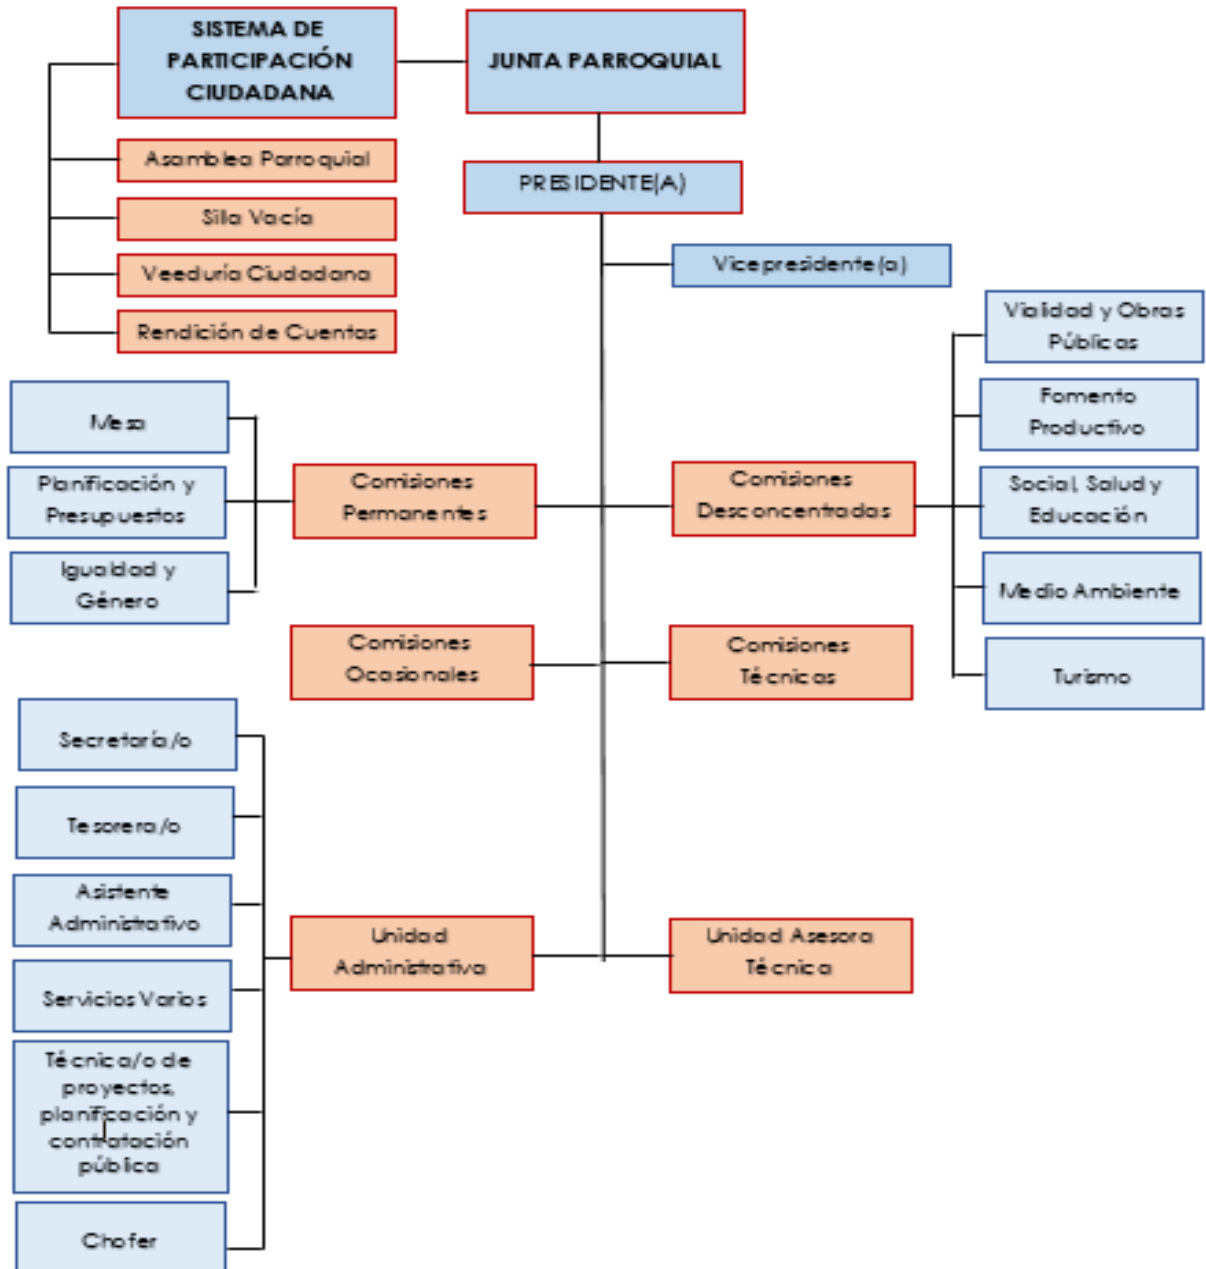 SISTEMA DE
PARTICIPACIÓN
CIUDADANA
JUNTA PARROQUIAL
Asamblea Parroquial
PRESIDENTE(A)
Silla Vacía
Vicepresidente(a)
Veeduría Ciudadana
Rendición de Cuentas
Vialidad y Obras
Públicas
Mesa
Fomento
Productivo
Planificación y
Presupuestos
Comisiones
Permanentes
Comisiones
Desconcentradas
Social, Salud y
Educación
Igualdad y
Género
Medio Ambiente
Comisiones
Ocasionales
Comisiones
Técnicas
Turismo
Secretaría/o
Tesorera/o
Asistente
Administrativo
Unidad
Administrativa
Unidad Asesora
Técnica
Servicios Varios
Técnica/o de
proyectos,
planificación y
contratación
pública
Chofer